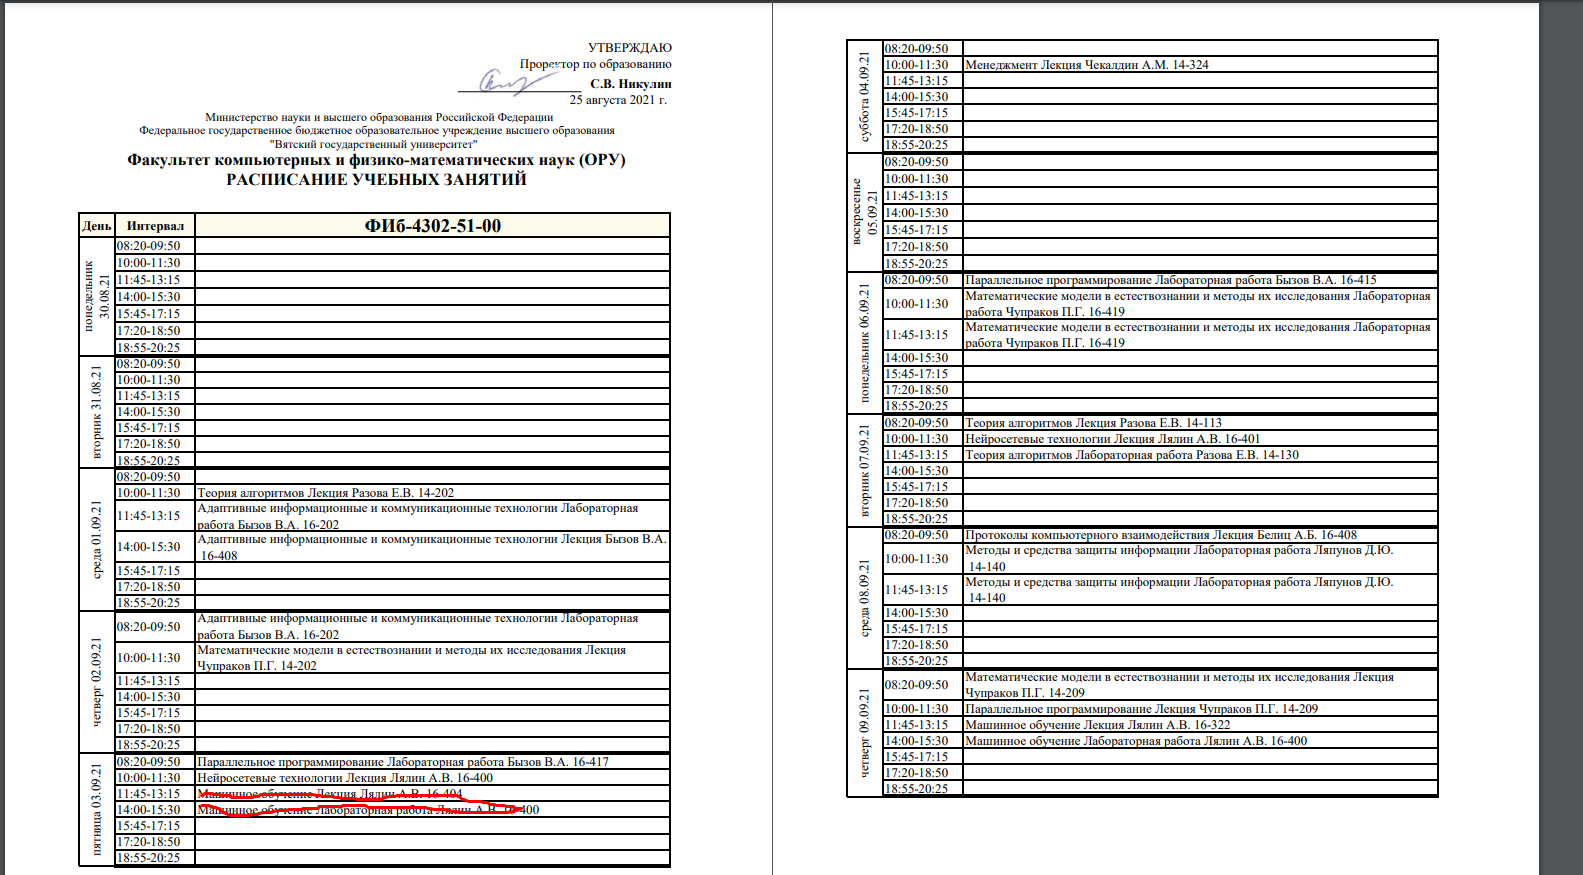 УТВЕРЖДАЮ
Проректор по образованию
С.В. Никулин
25 августа 2021 г.
Министерство науки и высшего образования Российской Федерации
Федеральное государственное бюджетное образовательное учреждение высшего образования
"Вятский государственный университет"
Факультет компьютерных и физико-математических наук (ОРУ)
РАСПИСАНИЕ УЧЕБНЫХ ЗАНЯТИЙ
День Интервал ФИб-4302-51-00
понедельник
30.08.21
08:20-09:50
10:00-11:30
11:45-13:15
14:00-15:30
15:45-17:15
17:20-18:50
18:55-20:25
вторник 31.08.21
08:20-09:50
10:00-11:30
11:45-13:15
14:00-15:30
15:45-17:15
17:20-18:50
18:55-20:25
среда 01.09.21
08:20-09:50
10:00-11:30 Теория алгоритмов Лекция Разова Е.В. 14-202
11:45-13:15 Адаптивные информационные и коммуникационные технологии Лабораторная
работа Бызов В.А. 16-202
14:00-15:30 Адаптивные информационные и коммуникационные технологии Лекция Бызов В.А.
16-408
15:45-17:15
17:20-18:50
18:55-20:25
четверг 02.09.21
08:20-09:50 Адаптивные информационные и коммуникационные технологии Лабораторная
работа Бызов В.А. 16-202
10:00-11:30 Математические модели в естествознании и методы их исследования Лекция
Чупраков П.Г. 14-202
11:45-13:15
14:00-15:30
15:45-17:15
17:20-18:50
18:55-20:25
пятница 03.09.21
08:20-09:50 Параллельное программирование Лабораторная работа Бызов В.А. 16-417
10:00-11:30 Нейросетевые технологии Лекция Лялин А.В. 16-400
11:45-13:15 Машинное обучение Лекция Лялин А.В. 16-404
14:00-15:30 Машинное обучение Лабораторная работа Лялин А.В. 16-400
15:45-17:15
17:20-18:50
18:55-20:25
суббота 04.09.21
08:20-09:50
10:00-11:30 Менеджмент Лекция Чекалдин А.М. 14-324
11:45-13:15
14:00-15:30
15:45-17:15
17:20-18:50
18:55-20:25
воскресенье
05.09.21
08:20-09:50
10:00-11:30
11:45-13:15
14:00-15:30
15:45-17:15
17:20-18:50
18:55-20:25
понедельник 06.09.21
08:20-09:50 Параллельное программирование Лабораторная работа Бызов В.А. 16-415
10:00-11:30 Математические модели в естествознании и методы их исследования Лабораторная
работа Чупраков П.Г. 16-419
11:45-13:15 Математические модели в естествознании и методы их исследования Лабораторная
работа Чупраков П.Г. 16-419
14:00-15:30
15:45-17:15
17:20-18:50
18:55-20:25
вторник 07.09.21
08:20-09:50 Теория алгоритмов Лекция Разова Е.В. 14-113
10:00-11:30 Нейросетевые технологии Лекция Лялин А.В. 16-401
11:45-13:15 Теория алгоритмов Лабораторная работа Разова Е.В. 14-130
14:00-15:30
15:45-17:15
17:20-18:50
18:55-20:25
среда 08.09.21
08:20-09:50 Протоколы компьютерного взаимодействия Лекция Белиц А.Б. 16-408
10:00-11:30 Методы и средства защиты информации Лабораторная работа Ляпунов Д.Ю.
14-140
11:45-13:15 Методы и средства защиты информации Лабораторная работа Ляпунов Д.Ю.
14-140
14:00-15:30
15:45-17:15
17:20-18:50
18:55-20:25
четверг 09.09.21
08:20-09:50 Математические модели в естествознании и методы их исследования Лекция
Чупраков П.Г. 14-209
10:00-11:30 Параллельное программирование Лекция Чупраков П.Г. 14-209
11:45-13:15 Машинное обучение Лекция Лялин А.В. 16-322
14:00-15:30 Машинное обучение Лабораторная работа Лялин А.В. 16-400
15:45-17:15
17:20-18:50
18:55-20:25